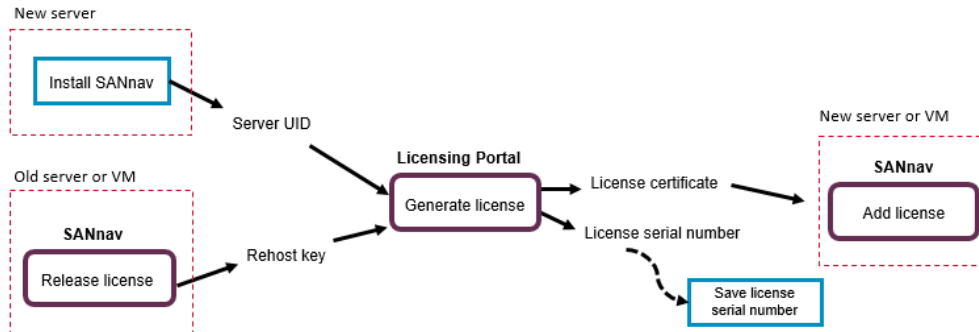 New server
Install SANnav
Server UID
Old server or VM
SANnav
Release license
Rehost key
Licensing Portal
Generate license
License certificate
License serial number
Save license
serial number
New server or VM
SANnav
Add license